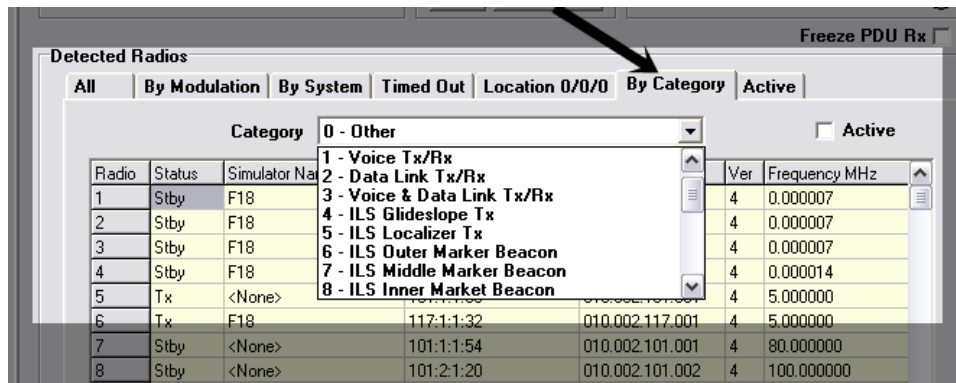 Freeze PDU Rx
Detected Radios
All By Modulation By System Timed Out Location 0/0/0 By Category Active
Category 0 - Other Active
1 - Voice Tx/Rx
2 - Data Link Tx/Rx
3 - Voice & Data Link Tx/Rx
4 - ILS Glideslope Tx
5 - ILS Localizer Tx
6 - ILS Outer Marker Beacon
7 - ILS Middle Marker Beacon
8 - ILS Inner Market Beacon
Radio Status Simulator Ver Frequency MHz
1 Stby F18 4 0.000007
2 Stby F18 4 0.000007
3 Stby F18 4 0.000007
4 Stby F18 4 0.000014
5 Tx <None> 4 5.000000
6 Tx F18 117:1:1:32 010.002.117.001 4 5.000000
7 Stby <None> 101:1:1:54 010.002.101.001 4 80.000000
8 Stby <None> 101:2:1:20 010.002.101.002 4 100.000000